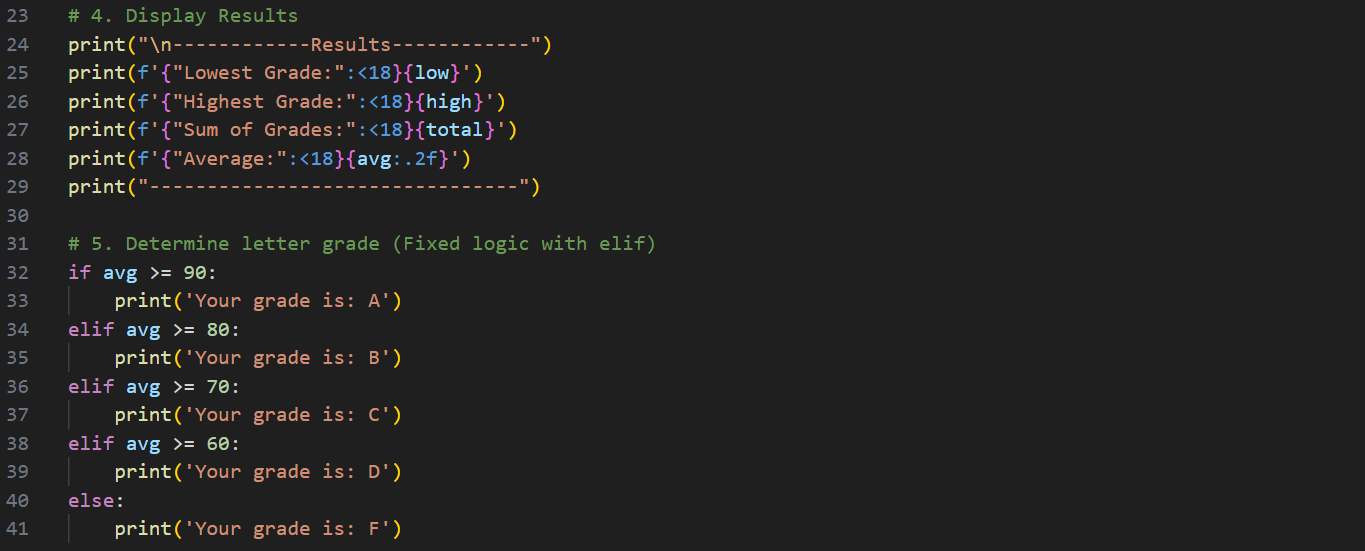 23 # 4. Display Results
24 print("\n------------Results------------")
25 print(f'{"Lowest Grade:":<18}{low}')
26 print(f'{"Highest Grade:":<18}{high}')
27 print(f'{"Sum of Grades:":<18}{total}')
28 print(f'{"Average:":<18}{avg:.2f}')
29 print("--------------------------------")
30
31 # 5. Determine letter grade (Fixed logic with elif)
32 if avg >= 90:
33     print('Your grade is: A')
34 elif avg >= 80:
35     print('Your grade is: B')
36 elif avg >= 70:
37     print('Your grade is: C')
38 elif avg >= 60:
39     print('Your grade is: D')
40 else:
41     print('Your grade is: F')